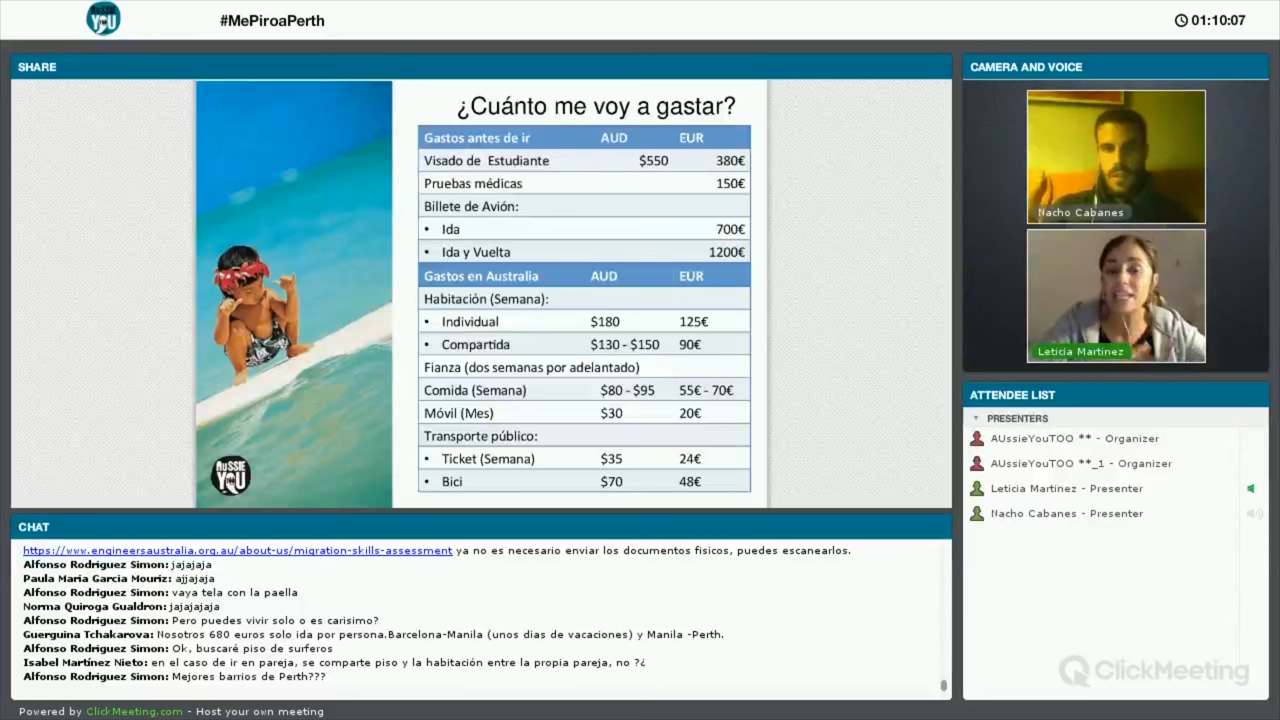 AUSSIE
YOU
TOO
#MePiroaPerth
01:10:07
SHARE
¿Cuánto me voy a gastar?
Gastos antes de ir AUD EUR
Visado de Estudiante $550 380€
Pruebas médicas 150€
Billete de Avión:
• Ida 700€
• Ida y Vuelta 1200€
Gastos en Australia AUD EUR
Habitación (Semana):
• Individual $180 125€
• Compartida $130 - $150 90€
Fianza (dos semanas por adelantado)
Comida (Semana) $80 - $95 55€ - 70€
Móvil (Mes) $30 20€
Transporte público:
• Ticket (Semana) $35 24€
• Bici $70 48€
AUSSIE
YOU
CAMERA AND VOICE
Nacho Cabanes
Leticia Martinez
ATTENDEE LIST
PRESENTERS
AUssieYouTOO ** - Organizer
AUssieYouTOO **_1 - Organizer
Leticia Martinez - Presenter
Nacho Cabanes - Presenter
CHAT
https://www.engineersaustralia.org.au/about-us/migration-skills-assessment ya no es necesario enviar los documentos fisicos, puedes escanearlos.
Alfonso Rodriguez Simon: jajajaja
Paula Maria Garcia Mouriz: ajjajaja
Alfonso Rodriguez Simon: vaya tela con la paella
Norma Quiroga Gualdron: jajajajaja
Alfonso Rodriguez Simon: Pero puedes vivir solo o es carisimo?
Guerguina Tchakarova: Nosotros 680 euros solo ida por persona.Barcelona-Manila (unos dias de vacaciones) y Manila -Perth.
Alfonso Rodriguez Simon: Ok, buscaré piso de surferos
Isabel Martínez Nieto: en el caso de ir en pareja, se comparte piso y la habitación entre la propia pareja, no ?¿
Alfonso Rodriguez Simon: Mejores barrios de Perth???
ClickMeeting
Powered by ClickMeeting.com - Host your own meeting